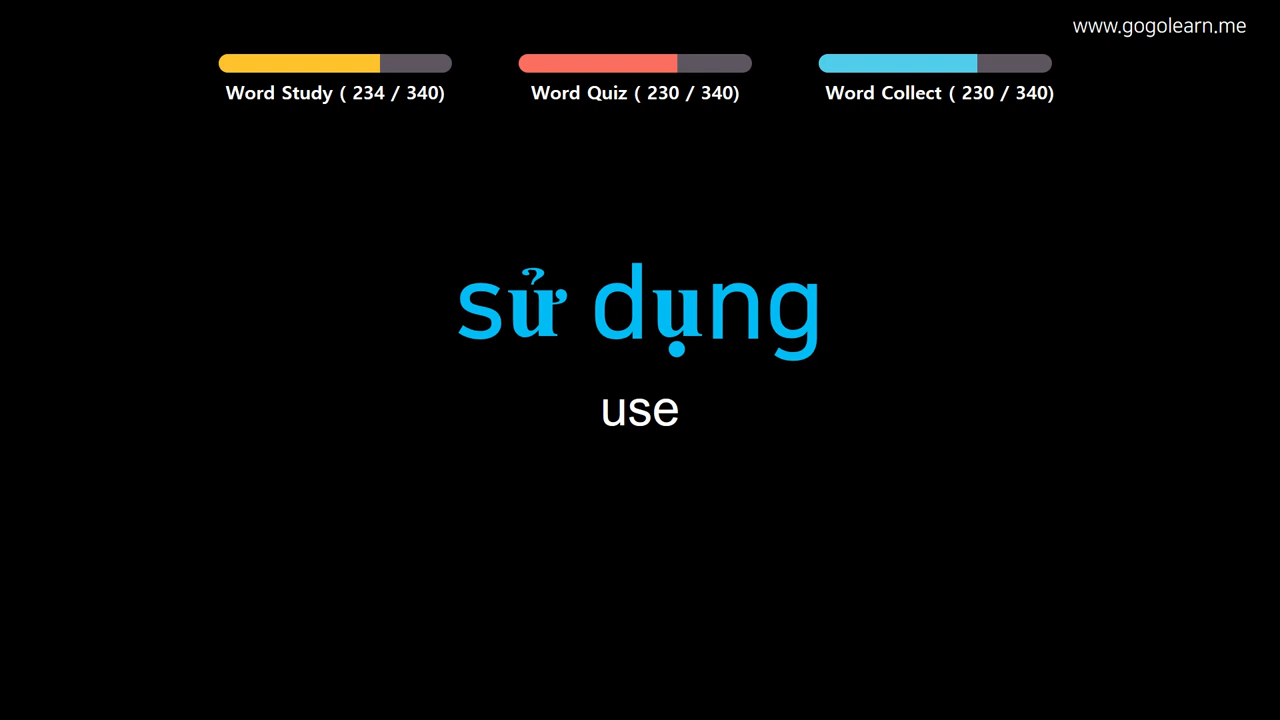 www.gogolearn.me
Word Study ( 234 / 340)
Word Quiz ( 230 / 340)
Word Collect ( 230 / 340)
sử dụng
use